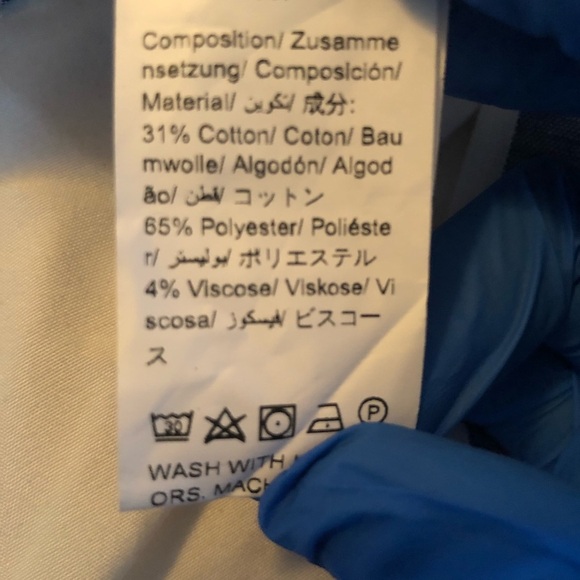 Composition/ Zusamme
nsetzung/ Composición/
Material/ تكوين/ 成分:
31% Cotton/ Coton/ Bau
mwolle/ Algodón/ Algod
ão/ قطن/ コットン
65% Polyester/ Poliéste
r/ بوليستر/ ポリエステル
4% Viscose/ Viskose/ Vi
scosa/ فيسكوز/ ビスコー
ス
30 P
WASH WITH
ORS. MACH